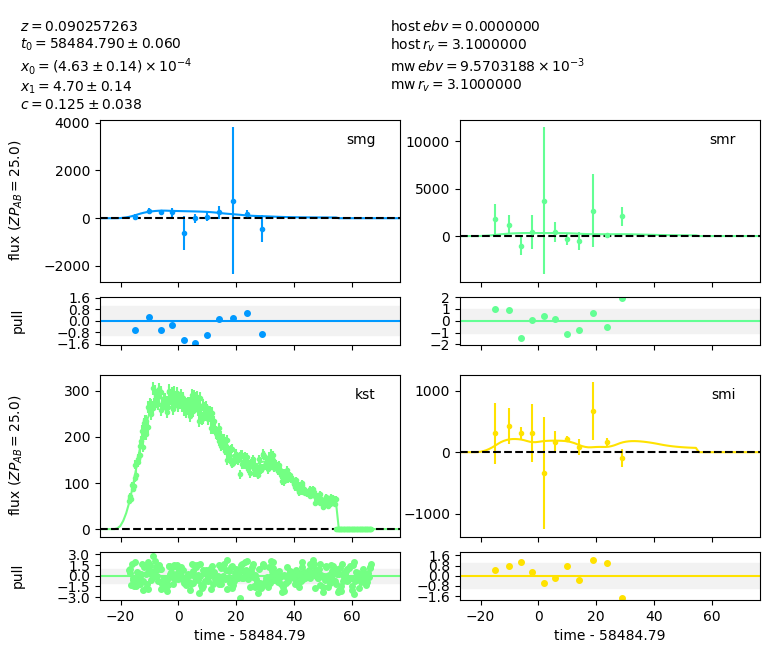 z = 0.090257263
t₀ = 58484.790 ± 0.060
x₀ = (4.63 ± 0.14) × 10⁻⁴
x₁ = 4.70 ± 0.14
c = 0.125 ± 0.038
host ebv = 0.0000000
host r_v = 3.1000000
mw ebv = 9.5703188 × 10⁻³
mw r_v = 3.1000000
flux (ZP_AB = 25.0)
4000
2000
0
−2000
smg
10000
5000
0
smr
pull
1.6
0.8
0.0
−0.8
−1.6
2
1
0
−1
−2
flux (ZP_AB = 25.0)
300
200
100
0
kst
1000
0
−1000
smi
pull
3.0
1.5
0.0
−1.5
−3.0
1.6
0.8
0.0
−0.8
−1.6
−20 0 20 40 60
time - 58484.79
−20 0 20 40 60
time - 58484.79